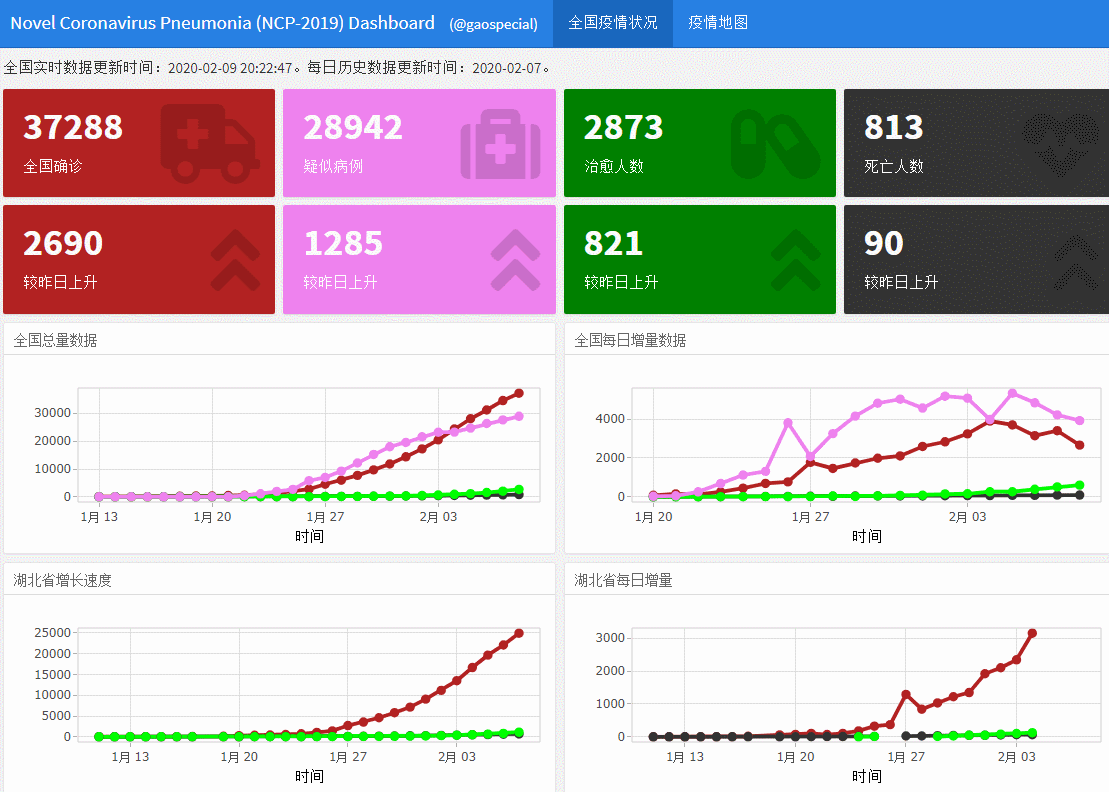 Novel Coronavirus Pneumonia (NCP-2019) Dashboard (@gaospecial) 全国疫情状况 疫情地图
全国实时数据更新时间：2020-02-09 20:22:47。每日历史数据更新时间：2020-02-07。
37288 28942 2873 813
全国确诊 疑似病例 治愈人数 死亡人数
2690 1285 821 90
较昨日上升 较昨日上升 较昨日上升 较昨日上升
全国总量数据
30000
20000
10000
0
1月 13 1月 20 1月 27 2月 03
时间
全国每日增量数据
4000
2000
0
1月 20 1月 27 2月 03
时间
湖北省增长速度
25000
20000
15000
10000
5000
0
1月 13 1月 20 1月 27 2月 03
时间
湖北省每日增量
3000
2000
1000
0
1月 13 1月 20 1月 27 2月 03
时间